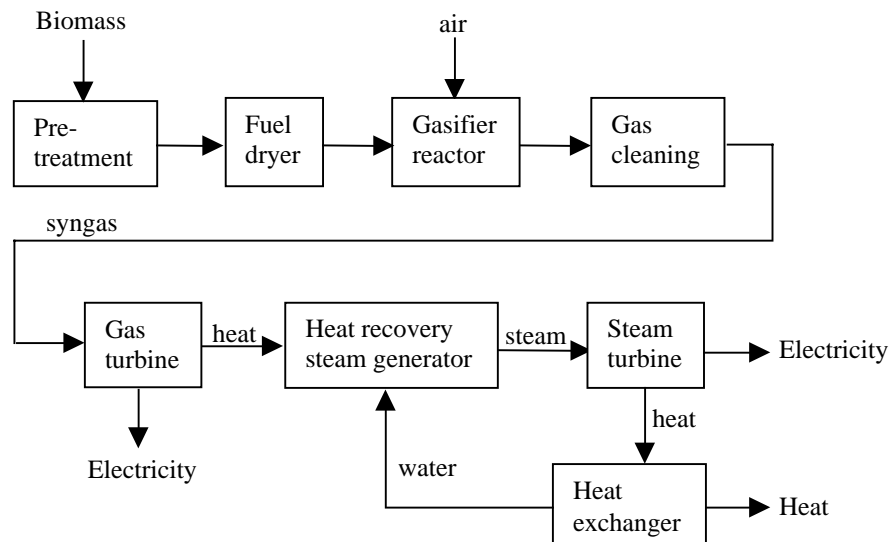 Biomass
air
Pre-
treatment
Fuel
dryer
Gasifier
reactor
Gas
cleaning
syngas
Gas
turbine
heat
Heat recovery
steam generator
steam
Steam
turbine
Electricity
heat
Electricity
water
Heat
exchanger
Heat